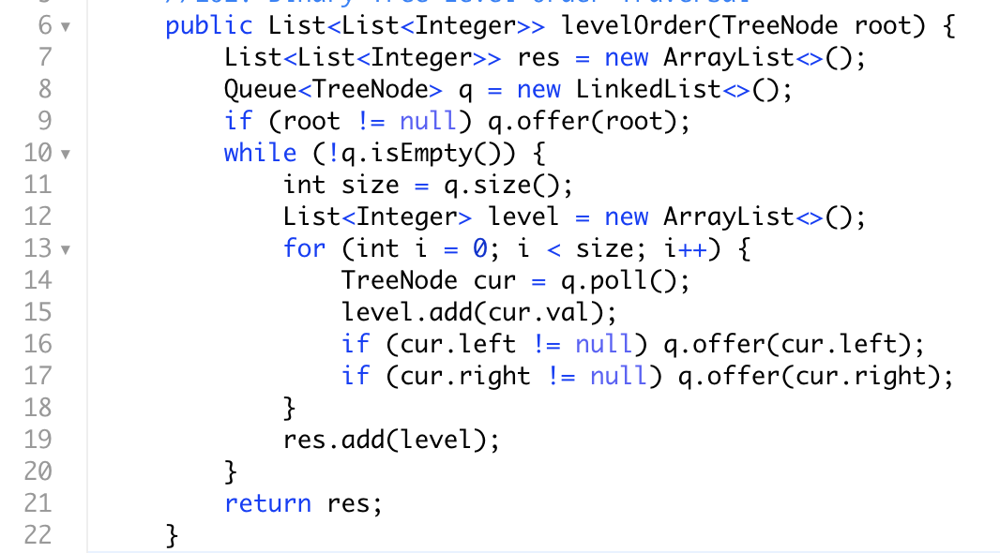 6 public List<List<Integer>> levelOrder(TreeNode root) {
7 List<List<Integer>> res = new ArrayList<>();
8 Queue<TreeNode> q = new LinkedList<>();
9 if (root != null) q.offer(root);
10 while (!q.isEmpty()) {
11 int size = q.size();
12 List<Integer> level = new ArrayList<>();
13 for (int i = 0; i < size; i++) {
14 TreeNode cur = q.poll();
15 level.add(cur.val);
16 if (cur.left != null) q.offer(cur.left);
17 if (cur.right != null) q.offer(cur.right);
18 }
19 res.add(level);
20 }
21 return res;
22 }